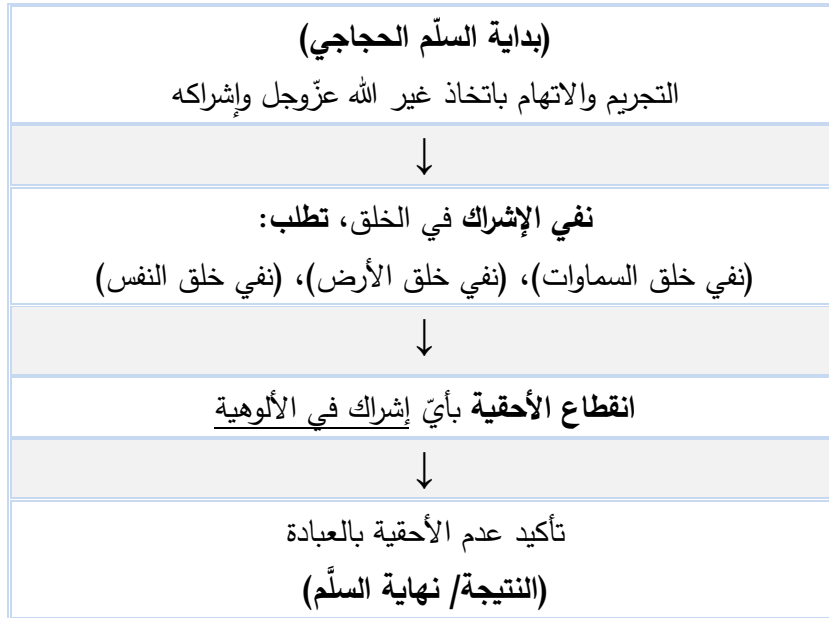 (بداية السلّم الحجاجي)
التجريم والاتهام باتخاذ غير الله عزّوجل وإشراكه
↓
نفي الإشراك في الخلق، تطلب:
(نفي خلق السماوات)، (نفي خلق الأرض)، (نفي خلق النفس)
↓
انقطاع الأحقية بأيّ إشراك في الألوهية
↓
تأكيد عدم الأحقية بالعبادة
(النتيجة/ نهاية السلَّم)